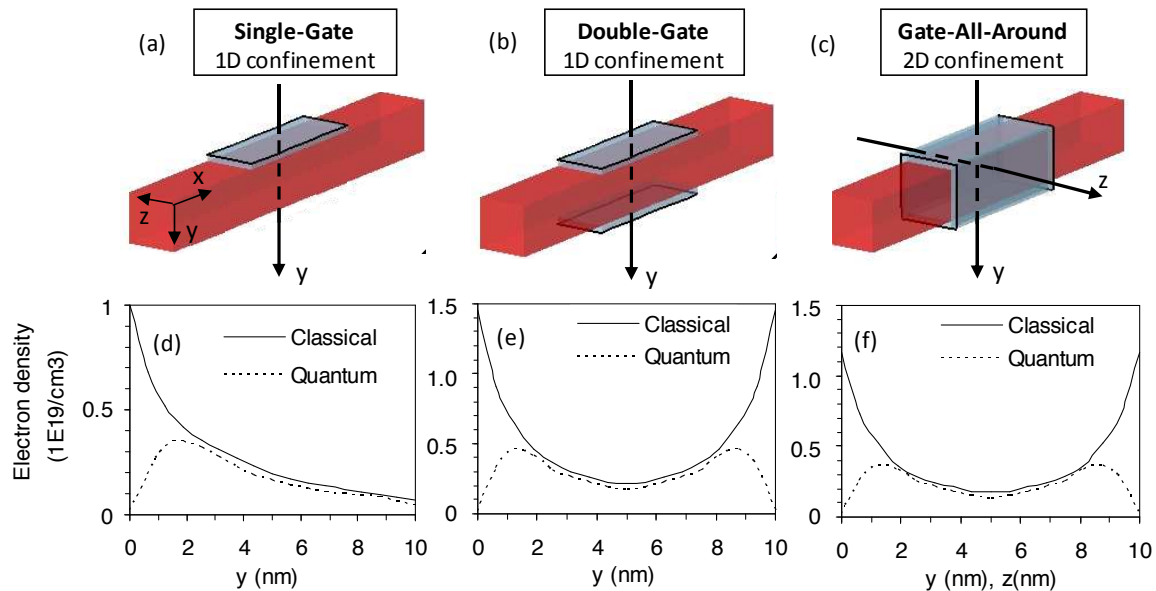 (a)
Single-Gate
1D confinement
(b)
Double-Gate
1D confinement
(c)
Gate-All-Around
2D confinement
x
z
y
y
y
z
y
Electron density
(1E19/cm3)
1
0.5
0
(d)
Classical
Quantum
0 2 4 6 8 10
y (nm)
1.5
1.0
0.5
0
(e)
Classical
Quantum
0 2 4 6 8 10
y (nm)
1.5
1.0
0.5
0
(f)
Classical
Quantum
0 2 4 6 8 10
y (nm), z(nm)